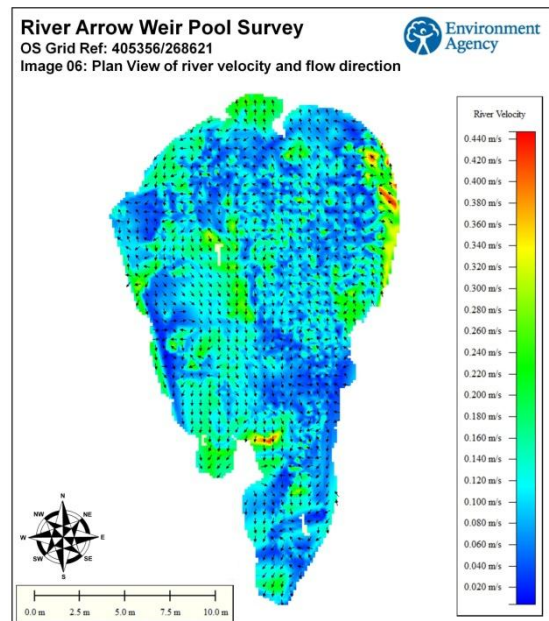 River Arrow Weir Pool Survey
OS Grid Ref: 405356/268621
Image 06: Plan View of river velocity and flow direction
Environment
Agency
River Velocity
0.440 m/s
0.420 m/s
0.400 m/s
0.380 m/s
0.360 m/s
0.340 m/s
0.320 m/s
0.300 m/s
0.280 m/s
0.260 m/s
0.240 m/s
0.220 m/s
0.200 m/s
0.180 m/s
0.160 m/s
0.140 m/s
0.120 m/s
0.100 m/s
0.080 m/s
0.060 m/s
0.040 m/s
0.020 m/s
N
NW NE
W E
SW SE
S
0.0 m 2.5 m 5.0 m 7.5 m 10.0 m